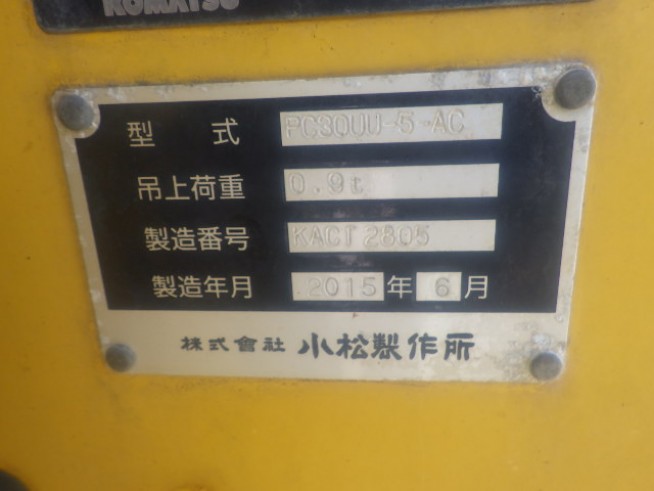 KOMATSU
型 式 PC30UU-5-AC
吊上荷重 0.9t
製造番号 KACT2805
製造年月 2015年 6月
株式會社 小松製作所